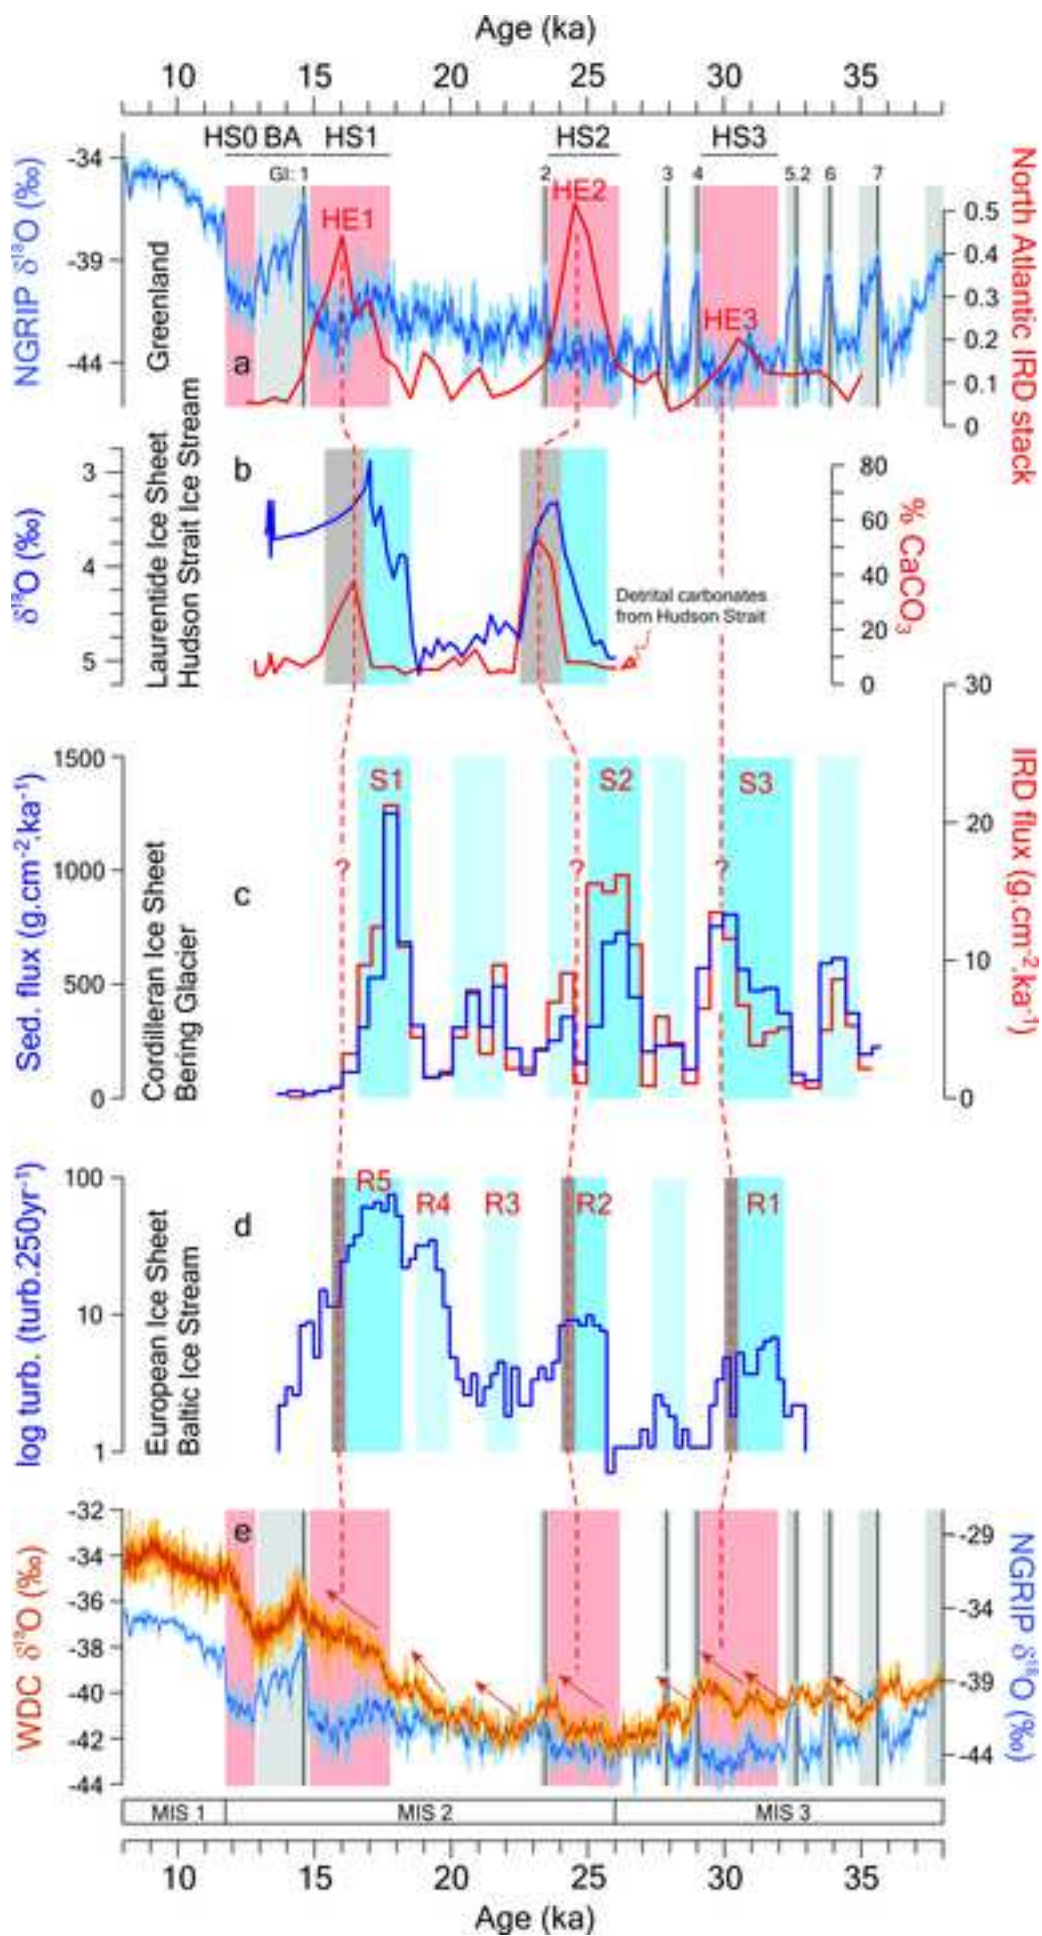 Age (ka)
10 15 20 25 30 35
HS0 BA HS1 HS2 HS3
GI: 1 2 3 4 5.2 6 7
NGRIP δ¹⁸O (‰)
-34
-39
-44
Greenland
a
HE1 HE2 HE3
North Atlantic IRD stack
0.5
0.4
0.3
0.2
0.1
0
b
δ¹⁸O (‰)
3
4
5
Laurentide Ice Sheet
Hudson Strait Ice Stream
% CaCO₃
80
60
40
20
0
Detrital carbonates
from Hudson Strait
Sed. flux (g.cm⁻².ka⁻¹)
1500
1000
500
0
Cordilleran Ice Sheet
Bering Glacier
c
S1 S2 S3
? ? ?
IRD flux (g.cm⁻².ka⁻¹)
30
20
10
0
log turb. (turb.250yr⁻¹)
100
10
1
European Ice Sheet
Baltic Ice Stream
d
R5 R4 R3 R2 R1
WDC δ¹⁸O (‰)
-32
-34
-36
-38
-40
-42
-44
e
NGRIP δ¹⁸O (‰)
-29
-34
-39
-44
MIS 1 MIS 2 MIS 3
10 15 20 25 30 35
Age (ka)